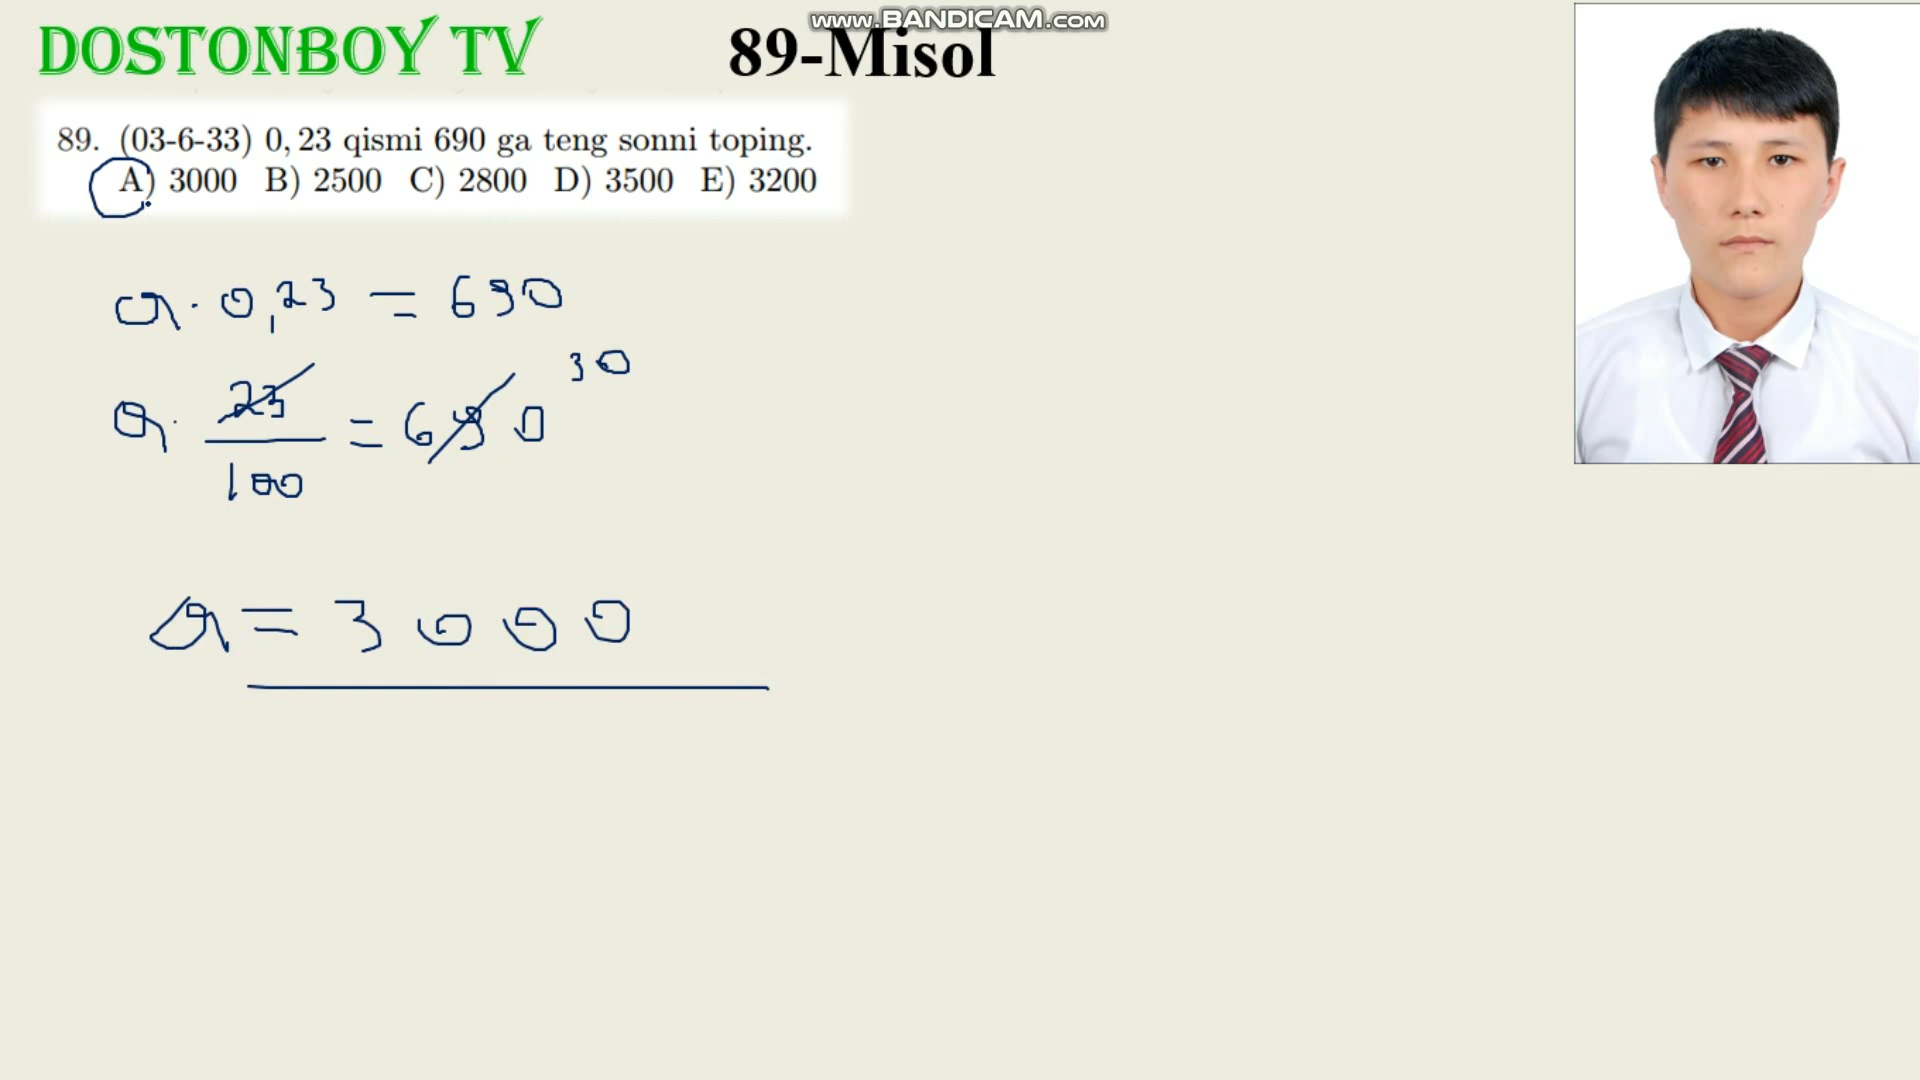 www.BANDICAM.com
DOSTONBOY TV
89-Misol
89. (03-6-33) 0, 23 qismi 690 ga teng sonni toping.
A) 3000 B) 2500 C) 2800 D) 3500 E) 3200
a · 0,23 = 690
30
a · 23/100 = 690
a = 3000